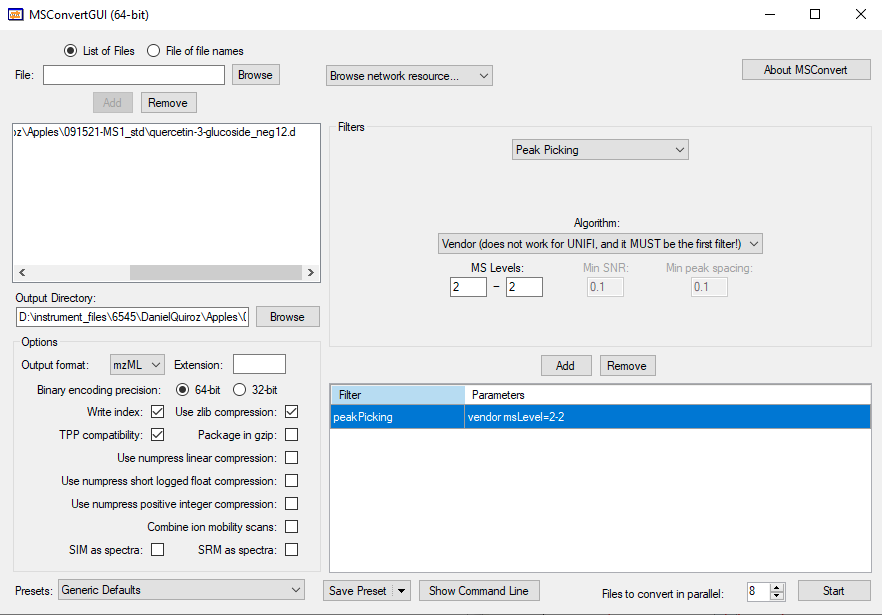 MSConvertGUI (64-bit)
List of Files File of file names
File: Browse Browse network resource... About MSConvert
Add Remove
oz\Apples\091521-MS1_std\quercetin-3-glucoside_neg12.d
Filters
Peak Picking
Algorithm:
Vendor (does not work for UNIFI, and it MUST be the first filter!)
MS Levels: Min SNR: Min peak spacing:
2 – 2 0.1 0.1
Output Directory:
D:\instrument_files\6545\DanielQuiroz\Apples\ Browse
Options
Output format: mzML Extension:
Binary encoding precision: 64-bit 32-bit
Write index: Use zlib compression:
TPP compatibility: Package in gzip:
Use numpress linear compression:
Use numpress short logged float compression:
Use numpress positive integer compression:
Combine ion mobility scans:
SIM as spectra: SRM as spectra:
Add Remove
Filter Parameters
peakPicking vendor msLevel=2-2
Presets: Generic Defaults Save Preset Show Command Line Files to convert in parallel: 8 Start